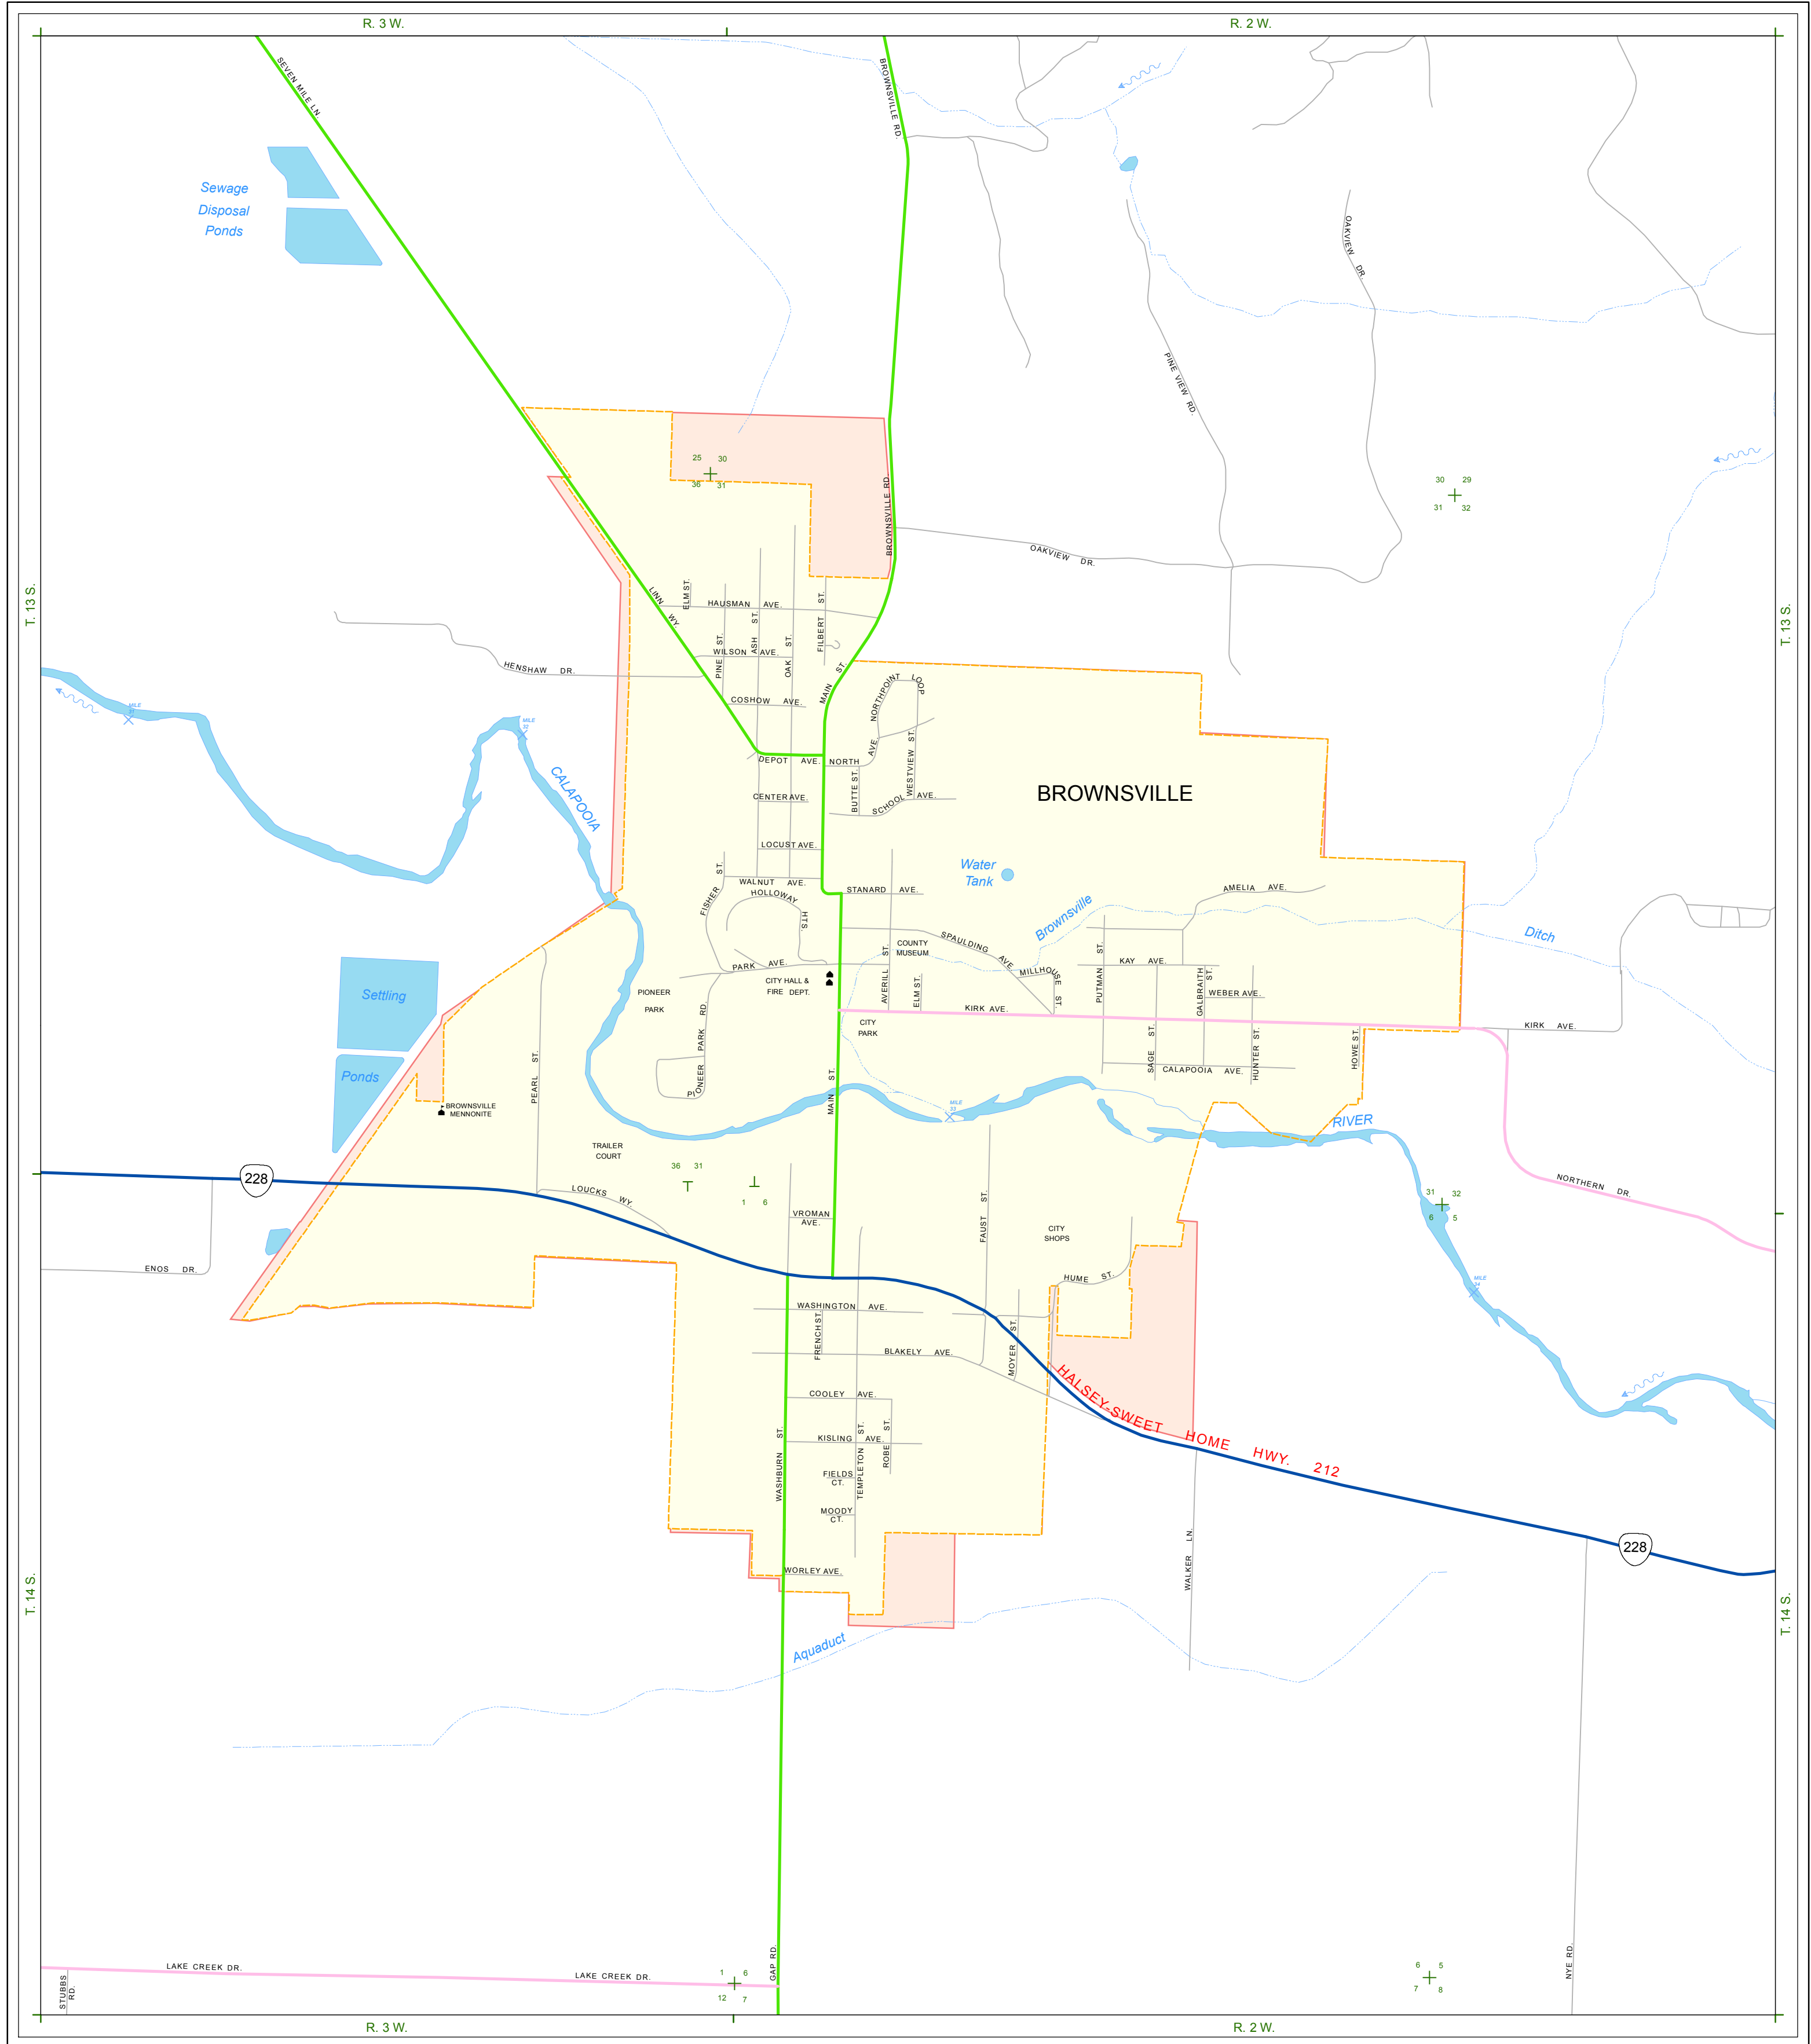 R. 3 W.
R. 2 W.
SEVEN MILE LN.
BROWNSVILLE RD.
Sewage
Disposal
Ponds
OAKVIEW DR.
PINE VIEW RD.
25 30
36 31
30 29
31 32
BROWNSVILLE RD.
OAKVIEW DR.
T. 13 S.
T. 13 S.
LINN WY.
ELM ST.
HAUSMAN AVE.
FILBERT ST.
PINE ST.
ASH ST.
OAK ST.
WILSON AVE.
HENSHAW DR.
MAIN ST.
COSHOW AVE.
NORTHPOINT LOOP
MILE
31
MILE
32
CALAPOOIA
DEPOT AVE.
NORTH AVE
WESTVIEW ST.
BUTTE ST.
CENTER AVE.
SCHOOL AVE.
BROWNSVILLE
LOCUST AVE.
Water
Tank
FISHER ST.
WALNUT AVE.
HOLLOWAY HTS.
STANARD AVE.
AMELIA AVE.
Brownsville
Ditch
SPAULDING AVE
COUNTY
MUSEUM
PARK AVE.
AVERILL ST.
MILLHOUSE ST.
PUTMAN ST.
KAY AVE.
GALBRAITH ST.
CITY HALL &
FIRE DEPT.
PIONEER
PARK
ELM ST.
WEBER AVE.
Settling
Ponds
KIRK AVE.
KIRK AVE.
CITY
PARK
PIONEER PARK RD.
PEARL ST.
SAGE ST.
HUNTER ST.
HOWE ST.
CALAPOOIA AVE.
MAIN ST.
BROWNSVILLE
MENNONITE
MILE
33
RIVER
TRAILER
COURT
36 31
1 6
228
LOUCKS WY.
VROMAN
AVE.
FAUST ST.
CITY
SHOPS
NORTHERN DR.
31 32
6 5
ENOS DR.
HUME ST.
MILE
34
WASHINGTON AVE.
FRENCH ST.
MOYER ST.
BLAKELY AVE.
HALSEY-SWEET HOME HWY. 212
COOLEY AVE.
WASHBURN ST.
KISLING AVE.
TEMPLETON ST.
ROBE ST.
FIELDS
CT.
MOODY
CT.
228
WALKER LN.
WORLEY AVE.
T. 14 S.
T. 14 S.
Aquaduct
GAP RD.
NYE RD.
LAKE CREEK DR.
LAKE CREEK DR.
STUBBS
RD.
1 6
12 7
6 5
7 8
R. 3 W.
R. 2 W.